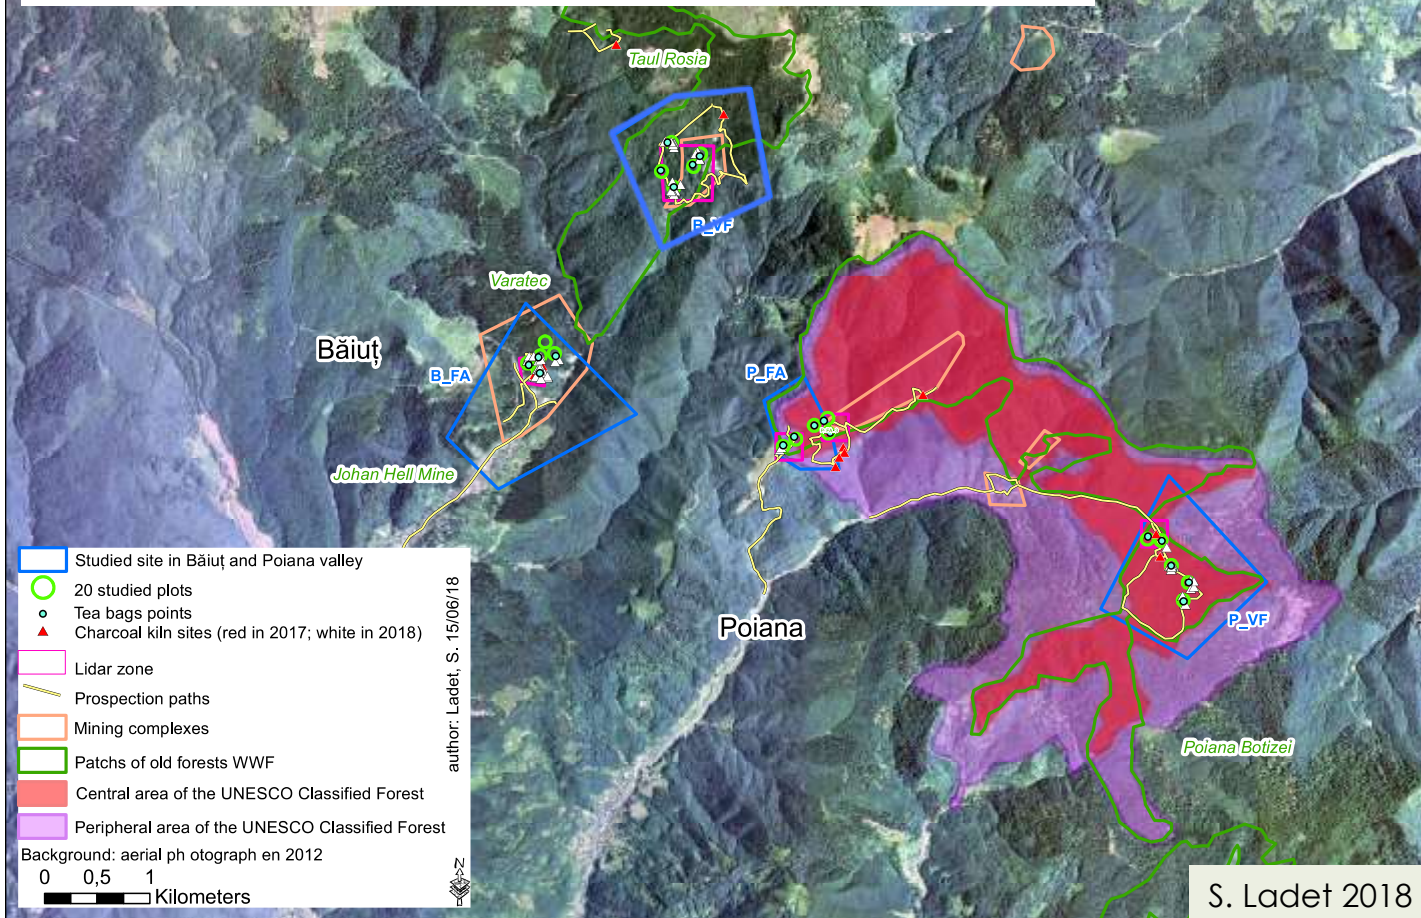 Taul Rosia
B_VF
Varatec
Băiuț
B_FA
P_FA
Johan Hell Mine
Poiana
P_VF
Poiana Botizei
Studied site in Băiuț and Poiana valley
20 studied plots
Tea bags points
Charcoal kiln sites (red in 2017; white in 2018)
Lidar zone
Prospection paths
Mining complexes
Patchs of old forests WWF
Central area of the UNESCO Classified Forest
Peripheral area of the UNESCO Classified Forest
Background: aerial ph otograph en 2012
0 0,5 1
Kilometers
N
author: Ladet, S. 15/06/18
S. Ladet 2018